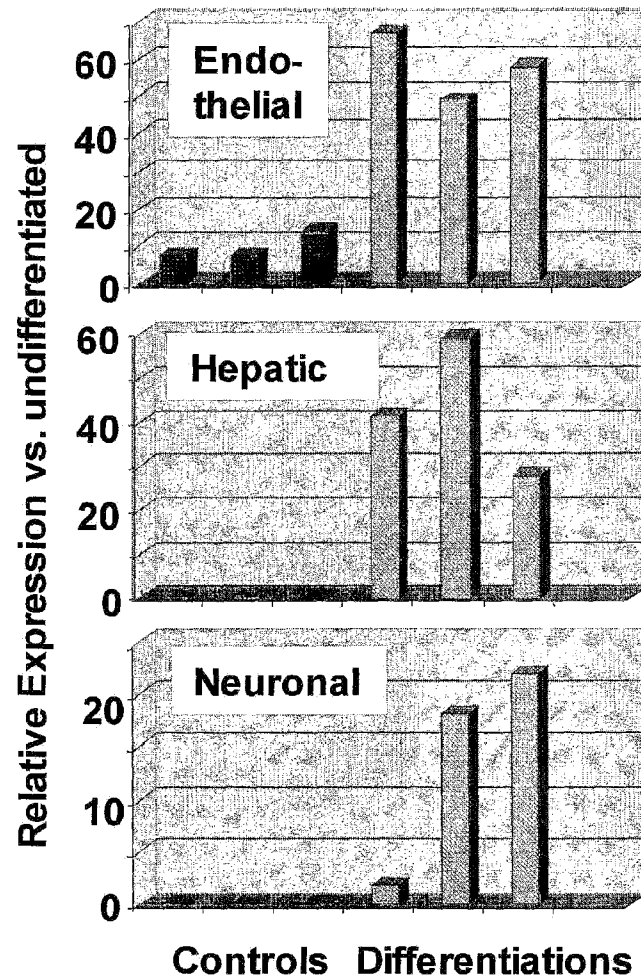 Relative Expression vs. undifferentiated
Endo-
thelial
60
40
20
0
Hepatic
60
40
20
0
Neuronal
20
10
0
Controls Differentiations